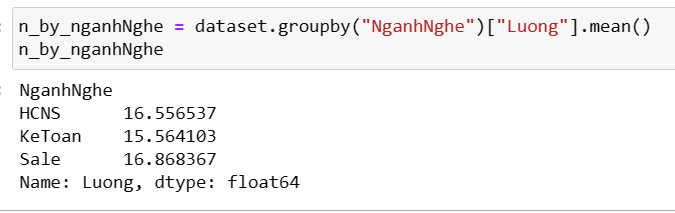 n_by_nganhNghe = dataset.groupby("NganhNghe")["Luong"].mean()
n_by_nganhNghe
NganhNghe
HCNS      16.556537
KeToan    15.564103
Sale      16.868367
Name: Luong, dtype: float64